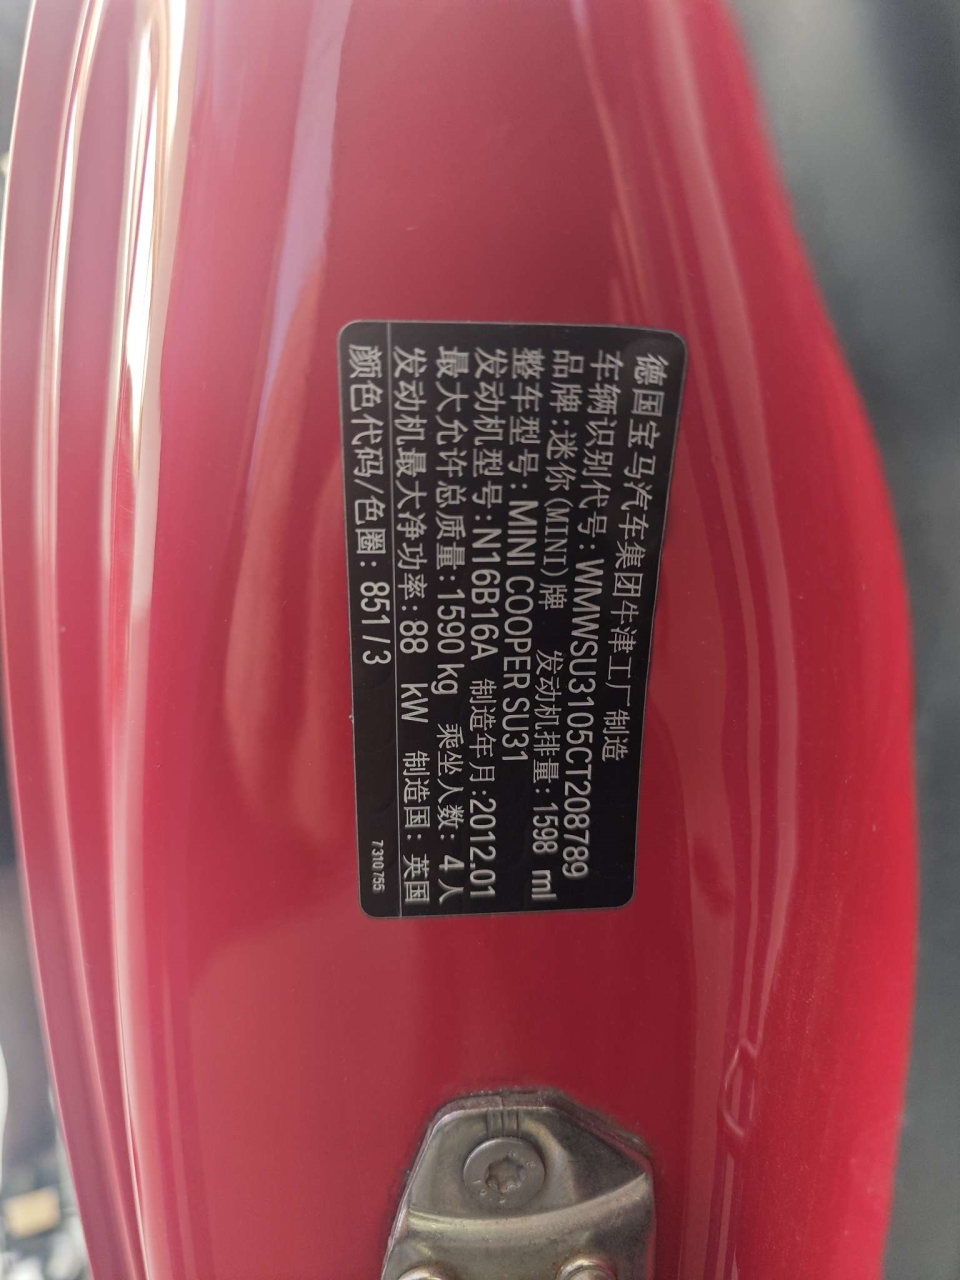 德国宝马汽车集团牛津工厂制造
车辆识别代号:WMWSU3105CT208789
品牌:迷你(MINI)牌 发动机排量:1598 ml
整车型号:MINI COOPER SU31
发动机型号:N16B16A 制造年月:2012.01
最大允许总质量:1590 kg 乘坐人数:4人
发动机最大净功率:88 kW 制造国:英国
颜色代码/色圈:851/3 7 310 755